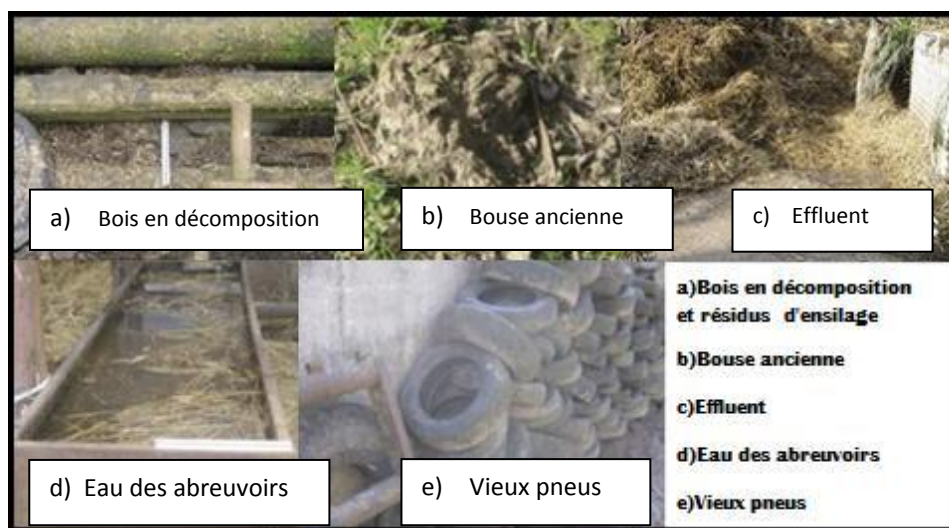 a) Bois en décomposition
b) Bouse ancienne
c) Effluent
d) Eau des abreuvoirs
e) Vieux pneus
a)Bois en décomposition
et résidus d'ensilage
b)Bouse ancienne
c)Effluent
d)Eau des abreuvoirs
e)Vieux pneus